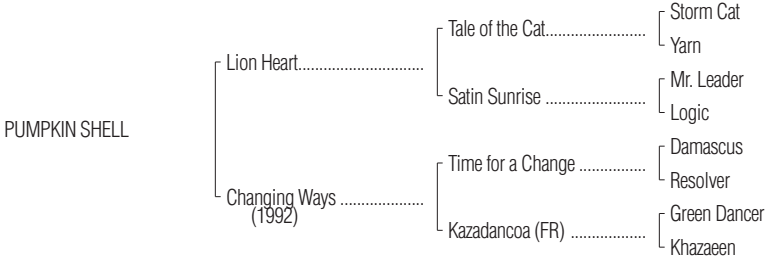 Storm Cat
Tale of the Cat........................
Yarn
Lion Heart..............................
Mr. Leader
Satin Sunrise ........................
Logic
PUMPKIN SHELL
Damascus
Time for a Change ................
Resolver
Changing Ways ....................
(1992)
Green Dancer
Kazadancoa (FR) ..................
Khazaeen